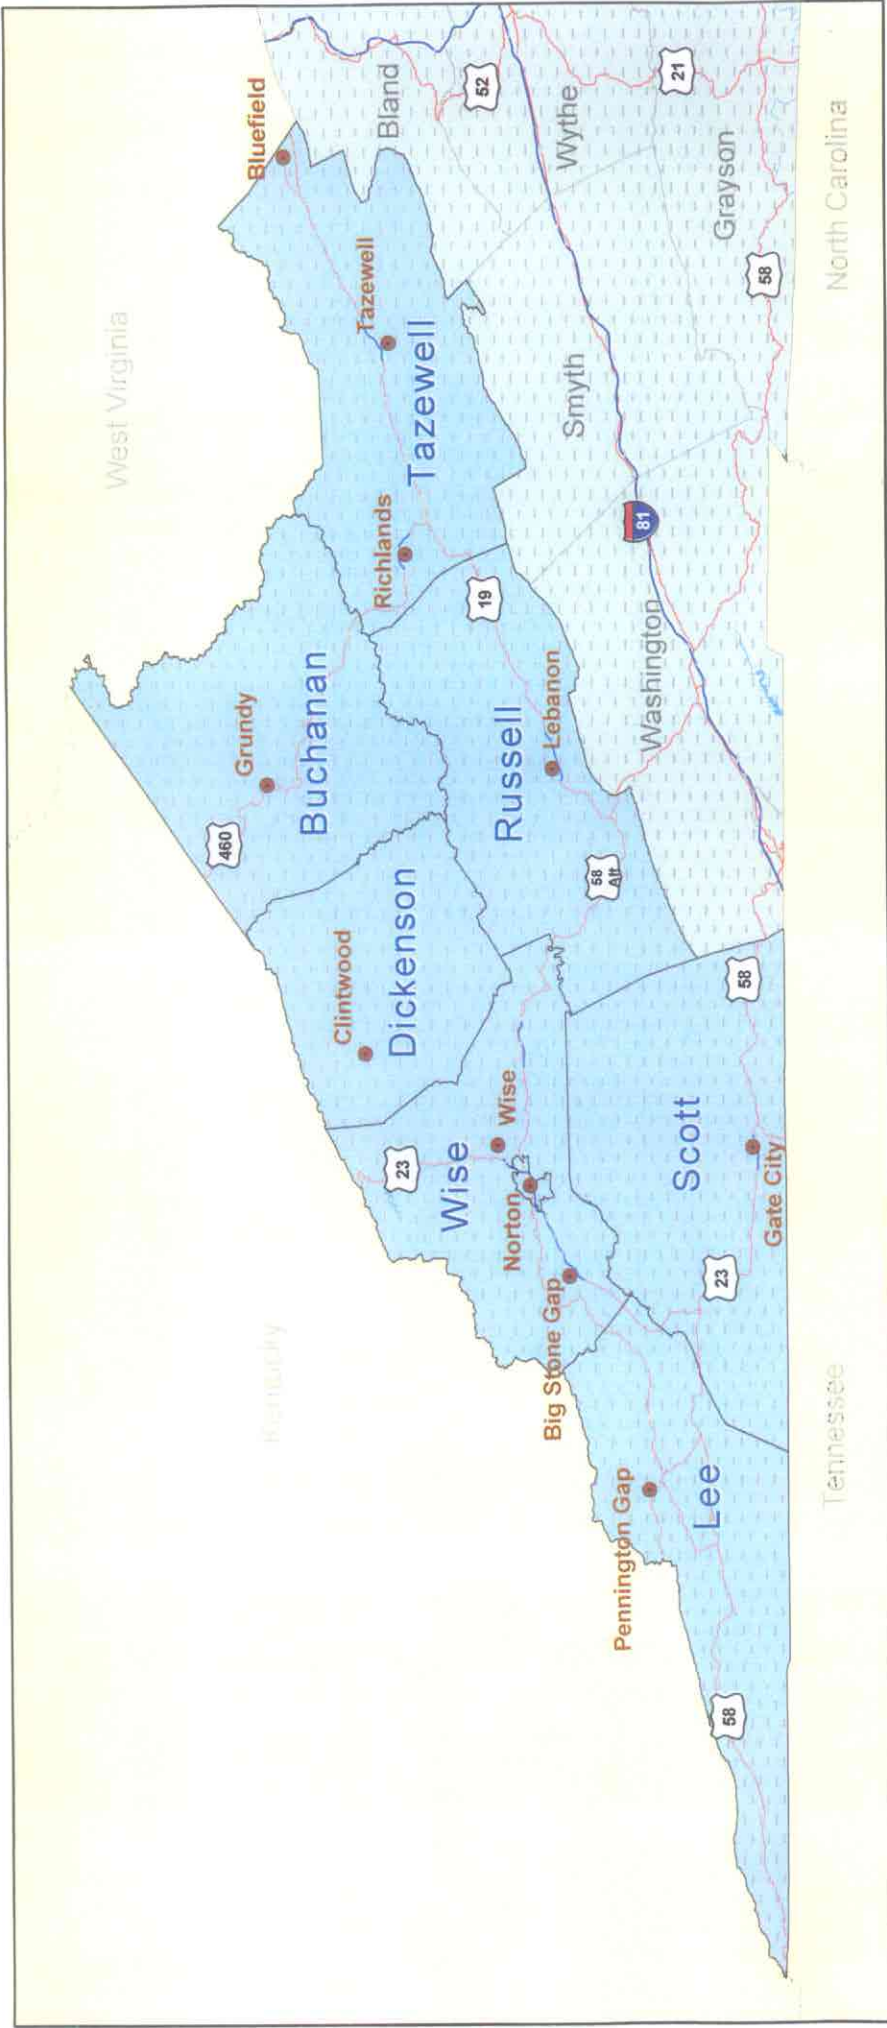 West Virginia
Kentucky
Bluefield
Bland
52
21
Wythe
Tazewell
Tazewell
Grayson
North Carolina
58
Smyth
Richlands
81
19
Grundy
Buchanan
Washington
Lebanon
Russell
460
58
Alt
Clintwood
Dickenson
58
Wise
Wise
23
Norton
Scott
Gate City
Big Stone Gap
23
Tennessee
Pennington Gap
Lee
58